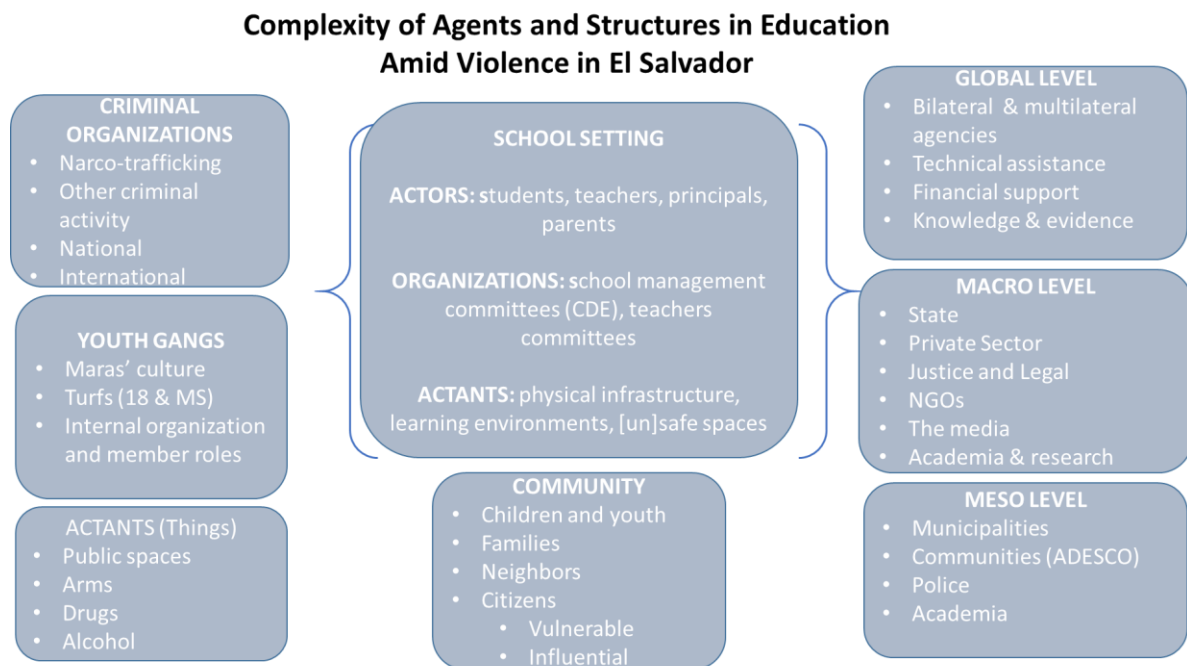 Complexity of Agents and Structures in Education
Amid Violence in El Salvador
CRIMINAL
ORGANIZATIONS
• Narco-trafficking
• Other criminal
activity
• National
• International
YOUTH GANGS
• Maras’ culture
• Turfs (18 & MS)
• Internal organization
and member roles
ACTANTS (Things)
• Public spaces
• Arms
• Drugs
• Alcohol
SCHOOL SETTING
ACTORS: students, teachers, principals,
parents
ORGANIZATIONS: school management
committees (CDE), teachers
committees
ACTANTS: physical infrastructure,
learning environments, [un]safe spaces
COMMUNITY
• Children and youth
• Families
• Neighbors
• Citizens
• Vulnerable
• Influential
GLOBAL LEVEL
• Bilateral & multilateral
agencies
• Technical assistance
• Financial support
• Knowledge & evidence
MACRO LEVEL
• State
• Private Sector
• Justice and Legal
• NGOs
• The media
• Academia & research
MESO LEVEL
• Municipalities
• Communities (ADESCO)
• Police
• Academia